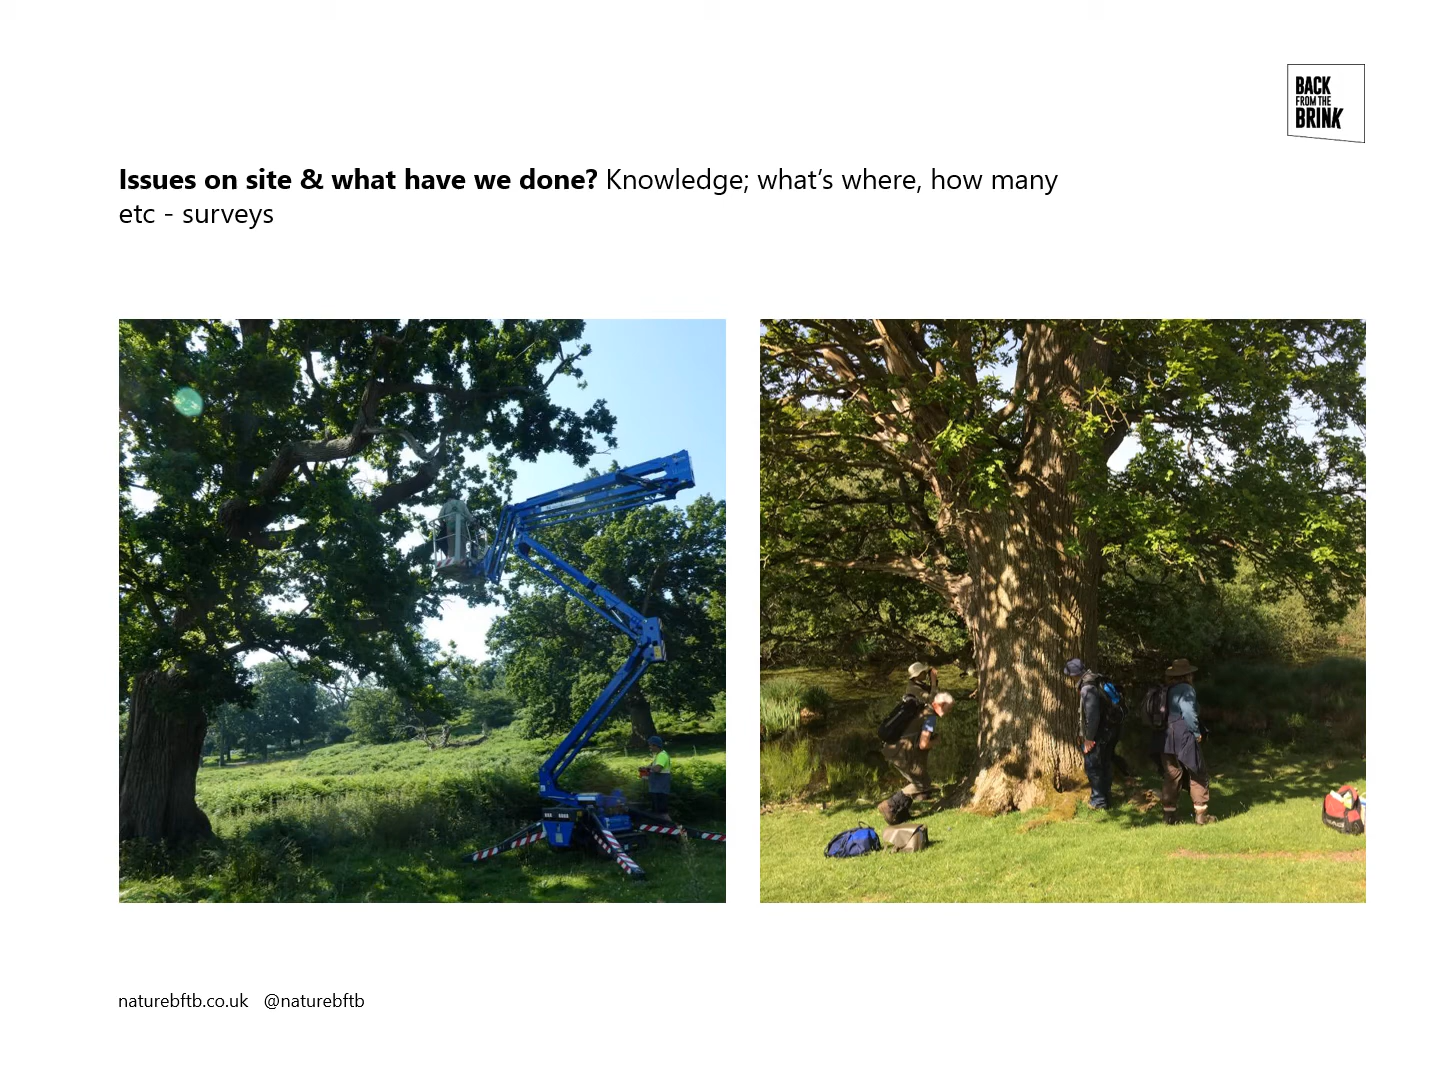 BACK
FROM THE
BRINK
Issues on site & what have we done? Knowledge; what’s where, how many
etc - surveys
naturebftb.co.uk @naturebftb